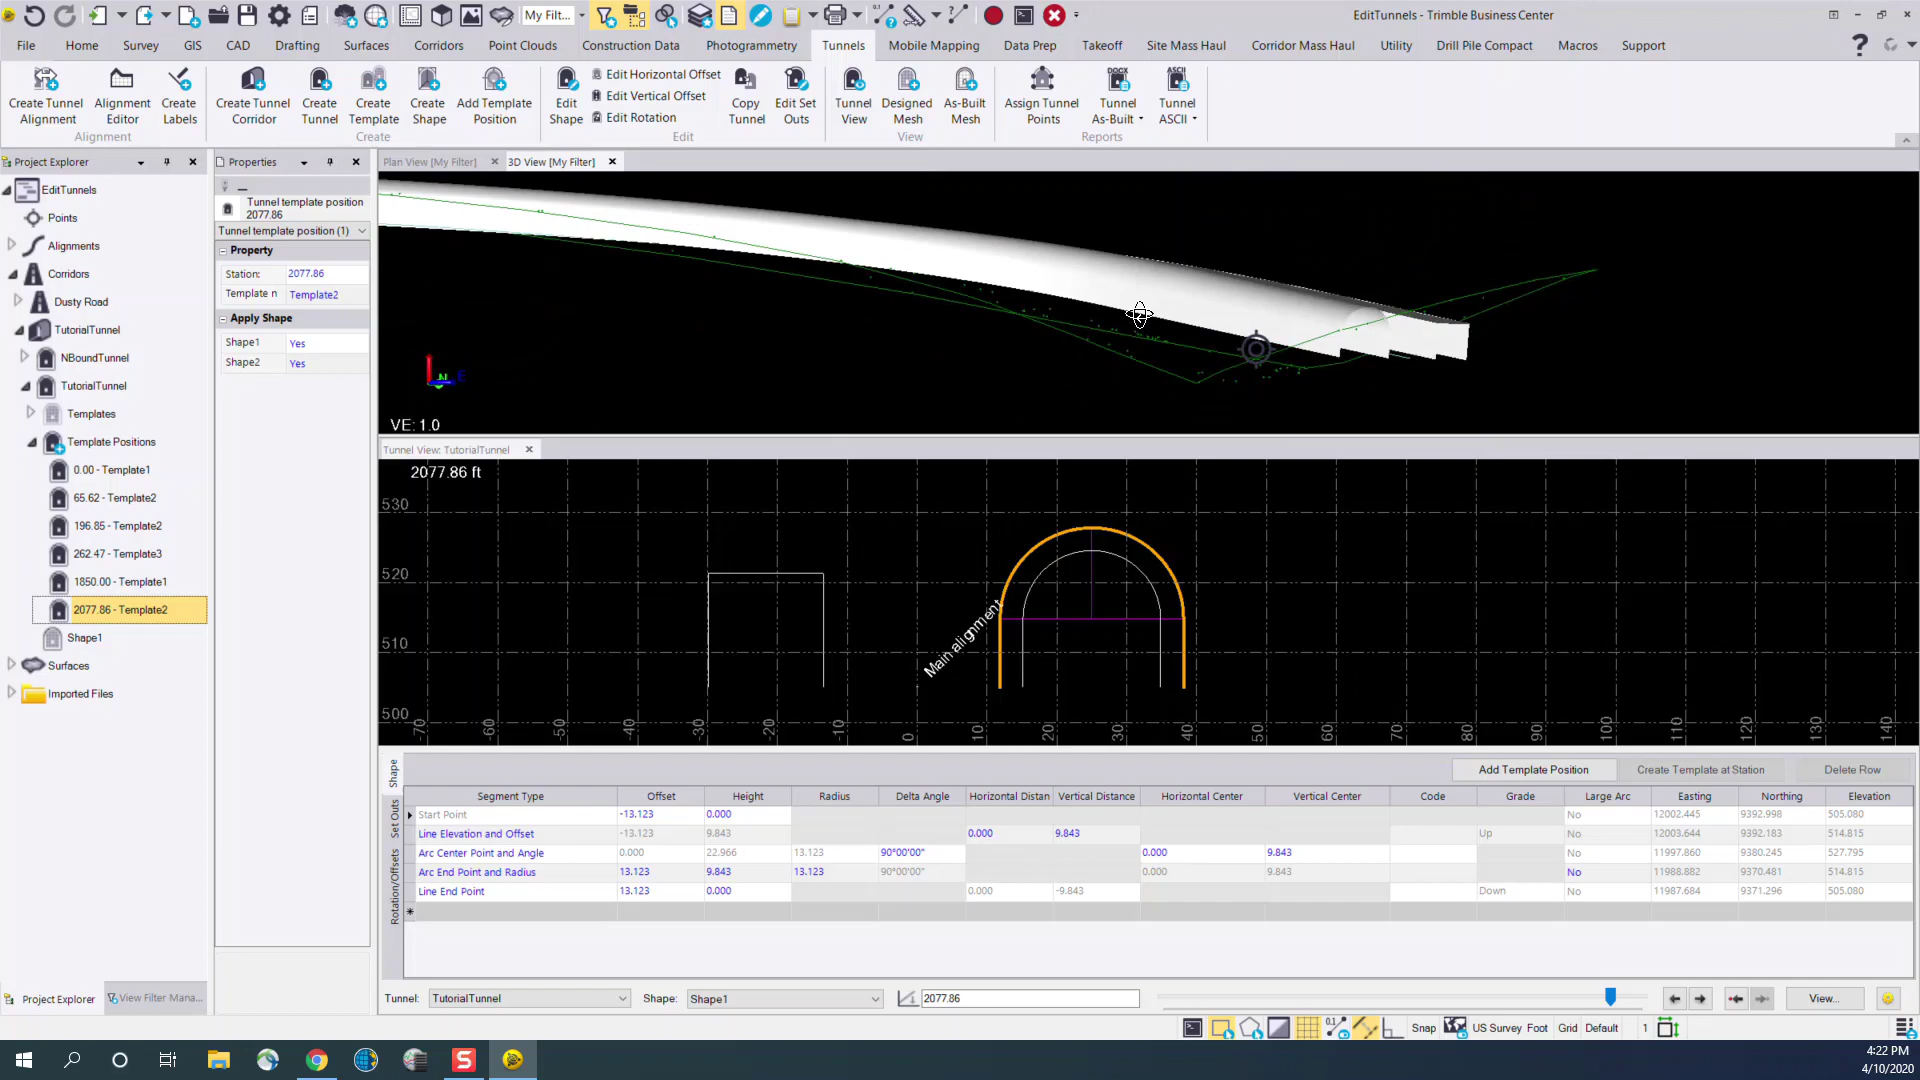 My Filt...
EditTunnels - Trimble Business Center
File Home Survey GIS CAD Drafting Surfaces Corridors Point Clouds Construction Data Photogrammetry Tunnels Mobile Mapping Data Prep Takeoff Site Mass Haul Corridor Mass Haul Utility Drill Pile Compact Macros Support
Create Tunnel Alignment
Alignment Editor
Create Labels
Alignment
Create Tunnel Corridor
Create Tunnel
Create Template
Create Shape
Add Template Position
Create
Edit Shape
Edit Horizontal Offset
Edit Vertical Offset
Edit Rotation
Copy Tunnel
Edit Set Outs
Edit
Tunnel View
Designed Mesh
As-Built Mesh
View
Assign Tunnel Points
DOCX
Tunnel As-Built
ASCII
Tunnel ASCII
Reports
Project Explorer
EditTunnels
Points
Alignments
Corridors
Dusty Road
TutorialTunnel
NBoundTunnel
TutorialTunnel
Templates
Template Positions
0.00 - Template1
65.62 - Template2
196.85 - Template2
262.47 - Template3
1850.00 - Template1
2077.86 - Template2
Shape1
Surfaces
Imported Files
Project Explorer
View Filter Mana...
Properties
Tunnel template position
2077.86
Tunnel template position (1)
Property
Station: 2077.86
Template n Template2
Apply Shape
Shape1 Yes
Shape2 Yes
Plan View [My Filter]
3D View [My Filter]
N E
VE: 1.0
Tunnel View: TutorialTunnel
2077.86 ft
530
520
510
500
Main alignment
-70 -60 -50 -40 -30 -20 -10 0 10 20 30 40 50 60 70 80 90 100 110 120 130 140
Shape
Set Outs
Rotation/Offsets
Add Template Position Create Template at Station Delete Row
Segment Type Offset Height Radius Delta Angle Horizontal Distan Vertical Distance Horizontal Center Vertical Center Code Grade Large Arc Easting Northing Elevation
Start Point -13.123 0.000 No 12002.445 9392.998 505.080
Line Elevation and Offset -13.123 9.843 0.000 9.843 Up No 12003.644 9392.183 514.815
Arc Center Point and Angle 0.000 22.966 13.123 90°00'00" 0.000 9.843 No 11997.860 9380.245 527.795
Arc End Point and Radius 13.123 9.843 13.123 90°00'00" 0.000 9.843 No 11988.882 9370.481 514.815
Line End Point 13.123 0.000 0.000 -9.843 Down No 11987.684 9371.296 505.080
Tunnel: TutorialTunnel Shape: Shape1 2077.86 View...
Snap US Survey Foot Grid Default 1
4:22 PM
4/10/2020